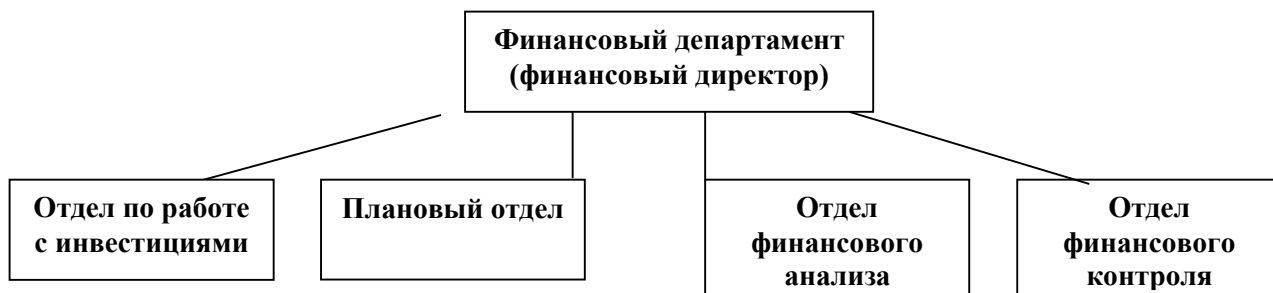 Финансовый департамент
(финансовый директор)
Отдел по работе
с инвестициями
Плановый отдел
Отдел
финансового
анализа
Отдел
финансового
контроля